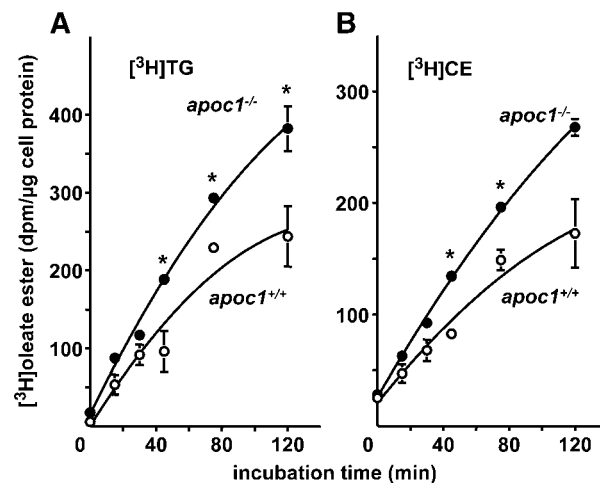 A
B
[³H]TG
[³H]CE
apoc1⁻/⁻
apoc1⁻/⁻
apoc1⁺/⁺
apoc1⁺/⁺
*
*
*
*
*
400
300
200
100
300
200
100
0
40
80
120
0
40
80
120
[³H]oleate ester (dpm/µg cell protein)
incubation time (min)